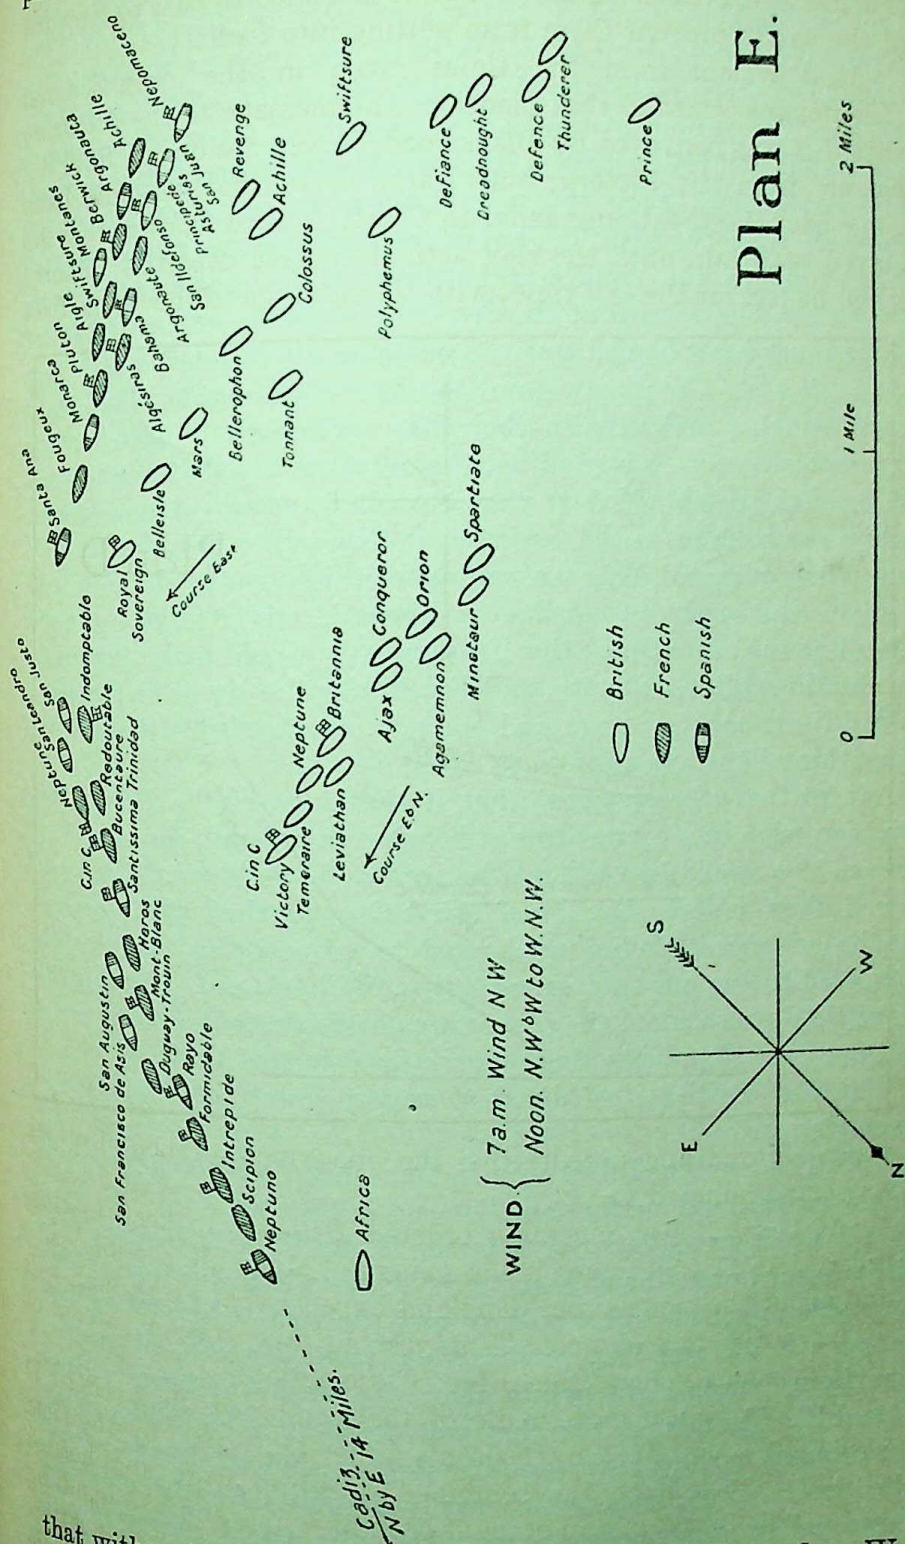 Plan E.
Nepomaceno
San Juan
Achille
Principe de
Asturias
Argonauta
San Ildefonso
Berwick
Argonaute
Montanes
Swiftsure
Bahama
Aigle
Algésiras
Pluton
Monarca
Fougeux
Santa Ana
Indomptable
San Justo
San Leandro
Neptune
Redoutable
C.in C
Bucentaure
Santissima Trinidad
Horos
San Augustin
Mont-Blanc
San Francisco de Asis
Duguay-Trouin
Rayo
Formidable
Intrepide
Scipion
Neptuno
Revenge
Achille
Swiftsure
Defiance
Dreadnought
Defence
Thunderer
Prince
Polyphemus
Colossus
Bellerophon
Tonnant
Mars
Belleisle
Royal
Sovereign
Course East
C.in C
Victory
Temeraire
Neptune
Leviathan
Britannia
Conqueror
Ajax
Orion
Agamemnon
Minotaur
Spartiate
Course E.b N.
Africa
Cadiz
N by E 14 Miles.
WIND. { 7a.m. Wind N W
Noon. N.WᵇW to W.N.W.
British
French
Spanish
0 1 Mile 2 Miles
S
W
E
N
that with